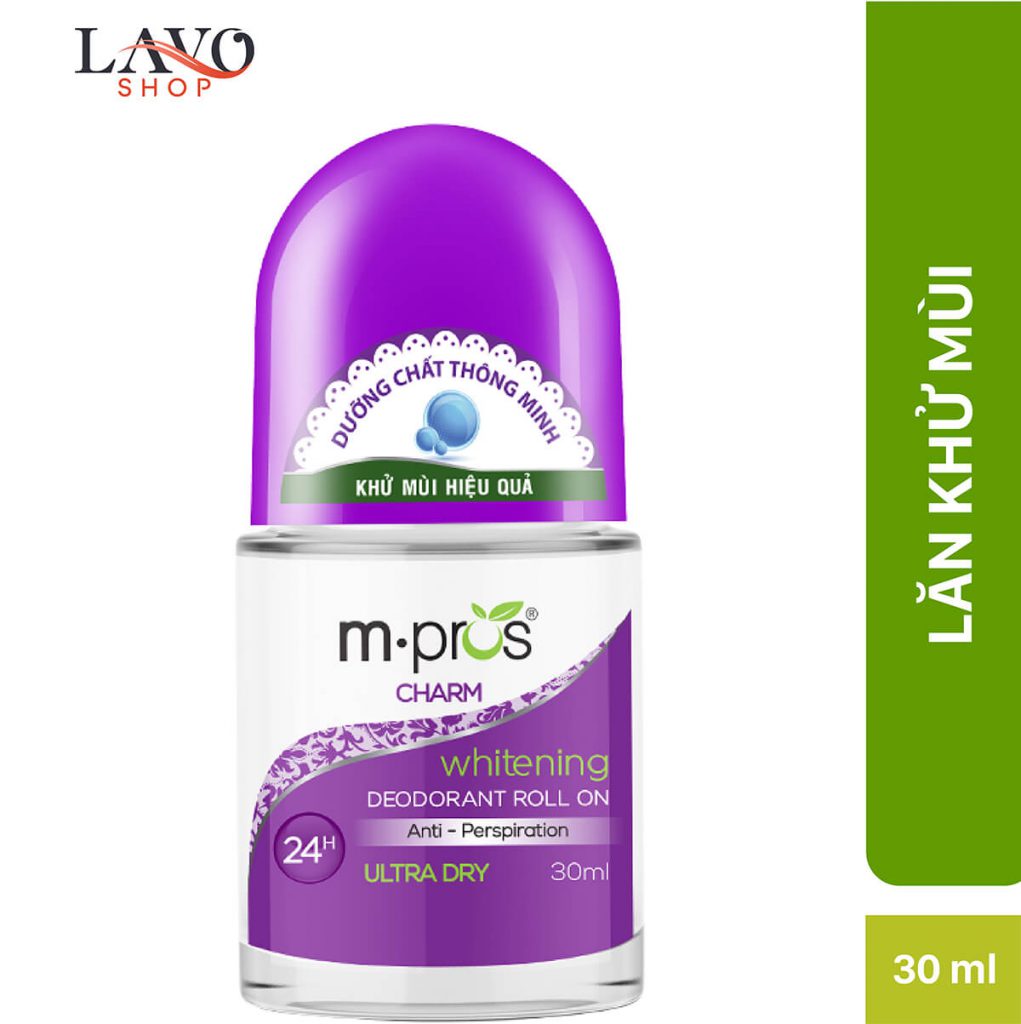 LAVO
SHOP
DƯỠNG CHẤT THÔNG MINH
KHỬ MÙI HIỆU QUẢ
m·pros®
CHARM
whitening
DEODORANT ROLL ON
Anti - Perspiration
24H
ULTRA DRY 30ml
LĂN KHỬ MÙI
30 ml